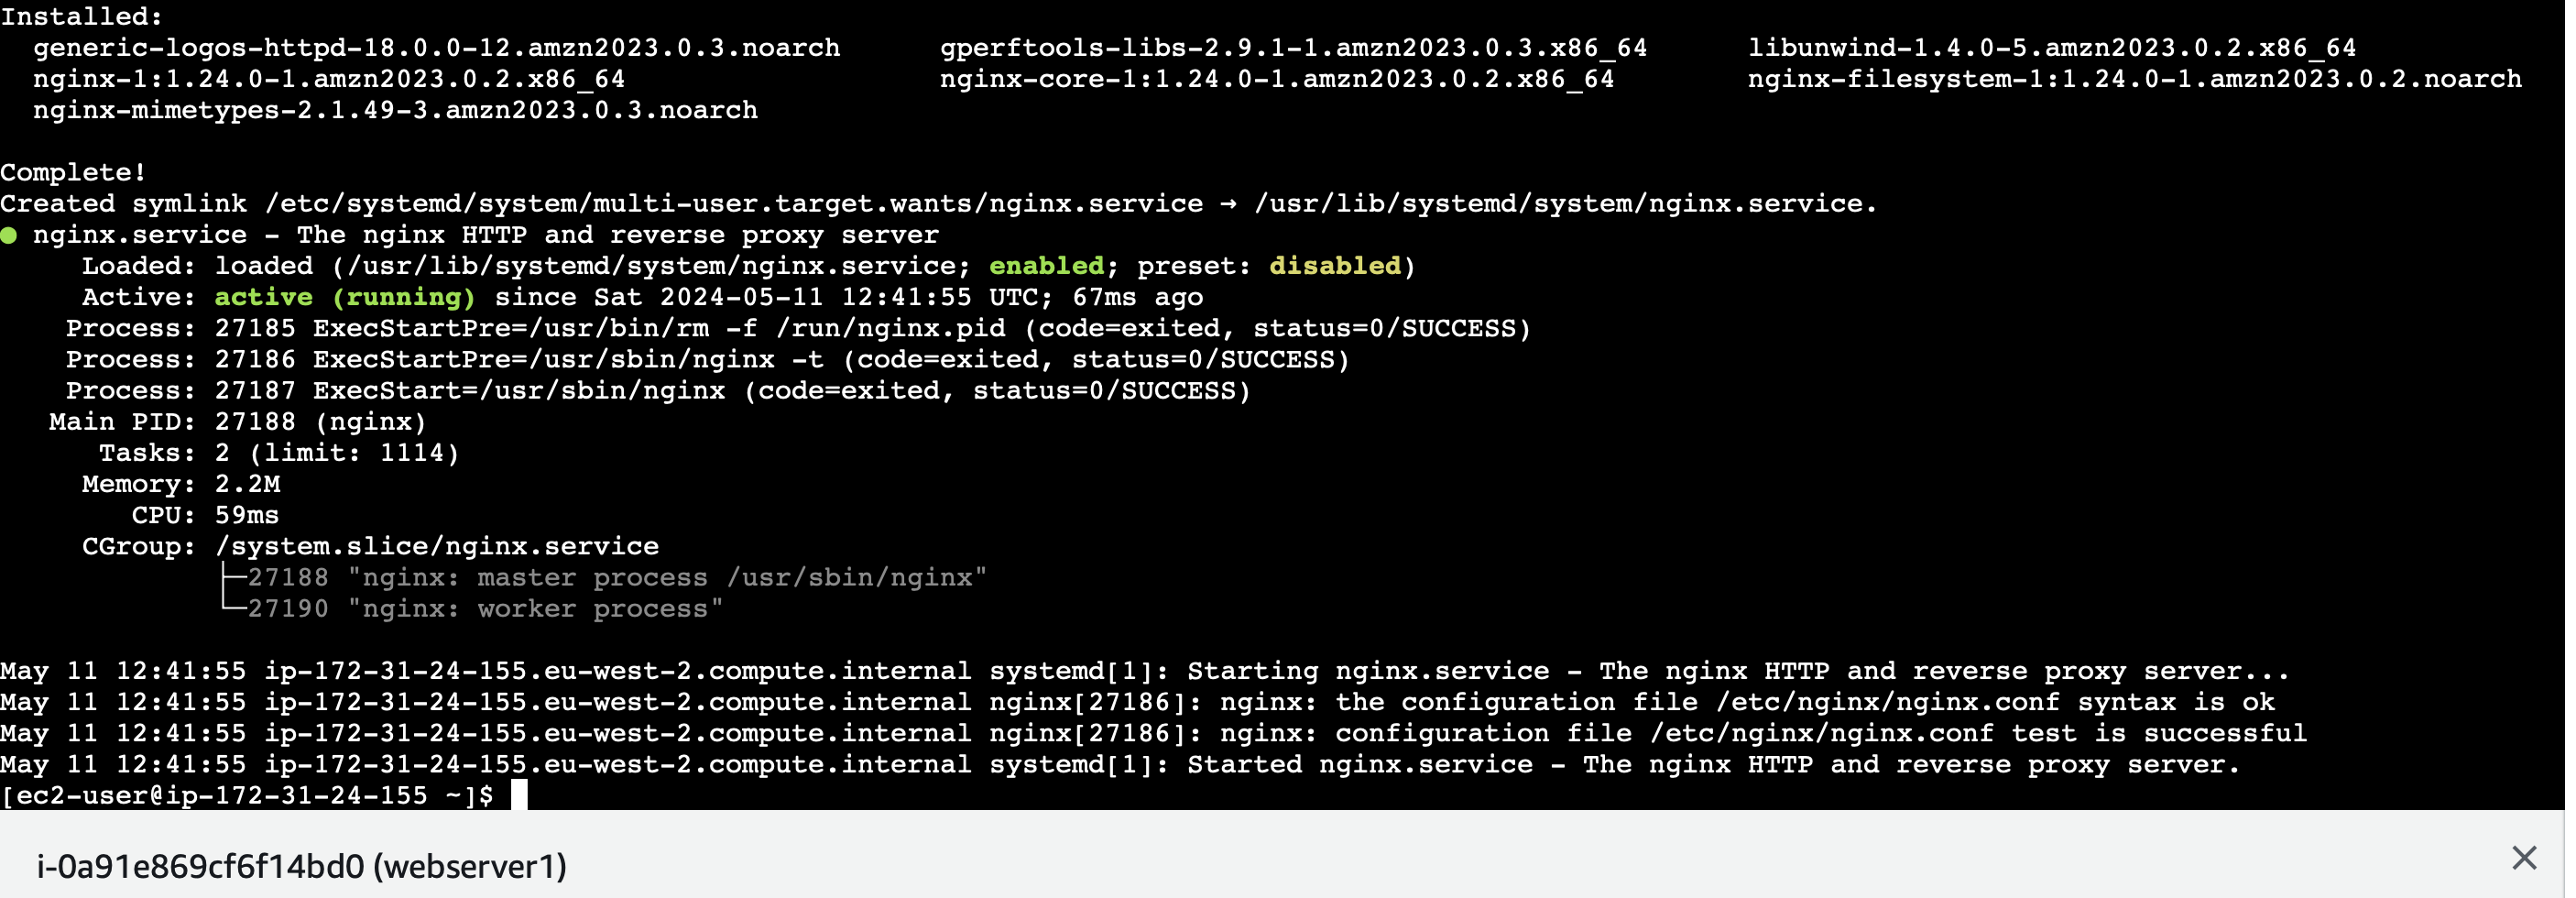 Installed:
generic-logos-httpd-18.0.0-12.amzn2023.0.3.noarch gperftools-libs-2.9.1-1.amzn2023.0.3.x86_64 libunwind-1.4.0-5.amzn2023.0.2.x86_64
nginx-1:1.24.0-1.amzn2023.0.2.x86_64 nginx-core-1:1.24.0-1.amzn2023.0.2.x86_64 nginx-filesystem-1:1.24.0-1.amzn2023.0.2.noarch
nginx-mimetypes-2.1.49-3.amzn2023.0.3.noarch
Complete!
Created symlink /etc/systemd/system/multi-user.target.wants/nginx.service → /usr/lib/systemd/system/nginx.service.
● nginx.service - The nginx HTTP and reverse proxy server
Loaded: loaded (/usr/lib/systemd/system/nginx.service; enabled; preset: disabled)
Active: active (running) since Sat 2024-05-11 12:41:55 UTC; 67ms ago
Process: 27185 ExecStartPre=/usr/bin/rm -f /run/nginx.pid (code=exited, status=0/SUCCESS)
Process: 27186 ExecStartPre=/usr/sbin/nginx -t (code=exited, status=0/SUCCESS)
Process: 27187 ExecStart=/usr/sbin/nginx (code=exited, status=0/SUCCESS)
Main PID: 27188 (nginx)
Tasks: 2 (limit: 1114)
Memory: 2.2M
CPU: 59ms
CGroup: /system.slice/nginx.service
├─27188 "nginx: master process /usr/sbin/nginx"
└─27190 "nginx: worker process"
May 11 12:41:55 ip-172-31-24-155.eu-west-2.compute.internal systemd[1]: Starting nginx.service - The nginx HTTP and reverse proxy server...
May 11 12:41:55 ip-172-31-24-155.eu-west-2.compute.internal nginx[27186]: nginx: the configuration file /etc/nginx/nginx.conf syntax is ok
May 11 12:41:55 ip-172-31-24-155.eu-west-2.compute.internal nginx[27186]: nginx: configuration file /etc/nginx/nginx.conf test is successful
May 11 12:41:55 ip-172-31-24-155.eu-west-2.compute.internal systemd[1]: Started nginx.service - The nginx HTTP and reverse proxy server.
[ec2-user@ip-172-31-24-155 ~]$
i-0a91e869cf6f14bd0 (webserver1)